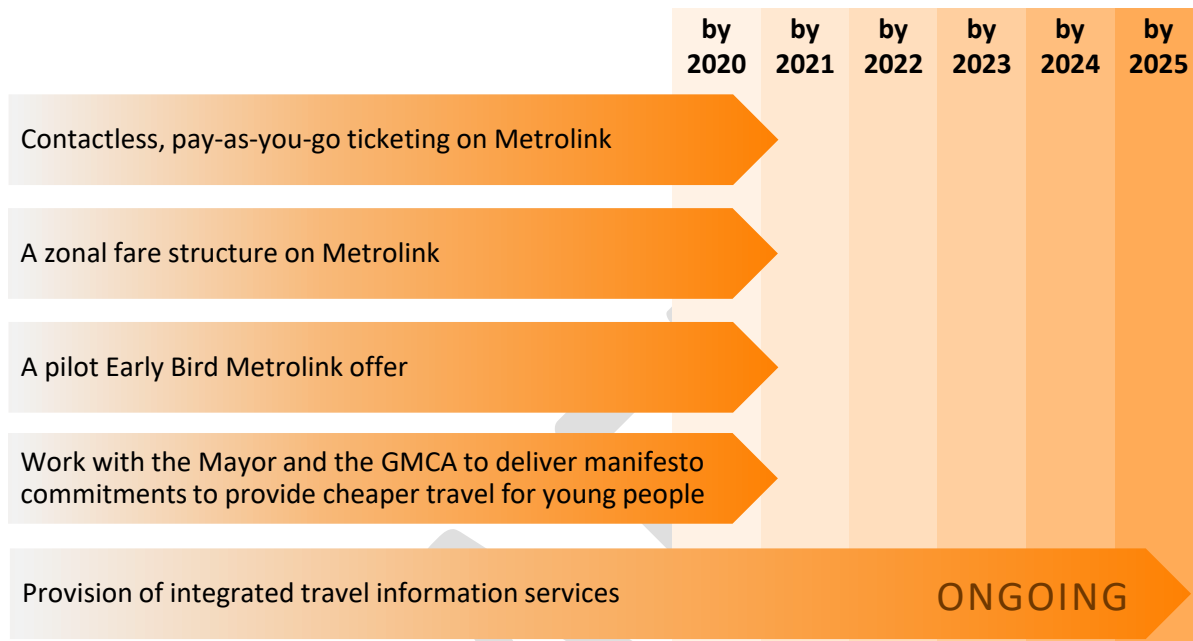 by by by by by by
2020 2021 2022 2023 2024 2025
Contactless, pay-as-you-go ticketing on Metrolink
A zonal fare structure on Metrolink
A pilot Early Bird Metrolink offer
Work with the Mayor and the GMCA to deliver manifesto
commitments to provide cheaper travel for young people
Provision of integrated travel information services ONGOING